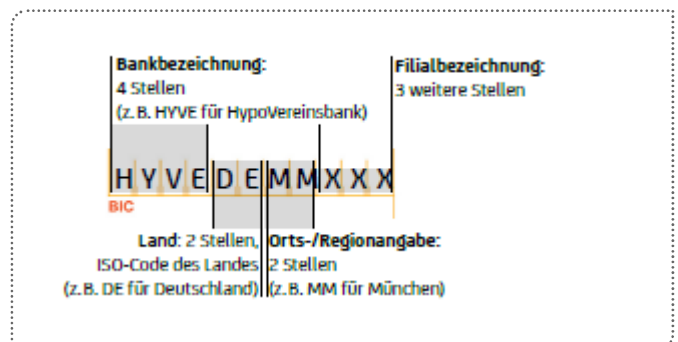 Bankbezeichnung:
4 Stellen
(z. B. HYVE für HypoVereinsbank)
Filialbezeichnung:
3 weitere Stellen
HYVEDEMMXXX
BIC
Land: 2 Stellen,
ISO-Code des Landes
(z. B. DE für Deutschland)
Orts-/Regionangabe:
2 Stellen
(z. B. MM für München)